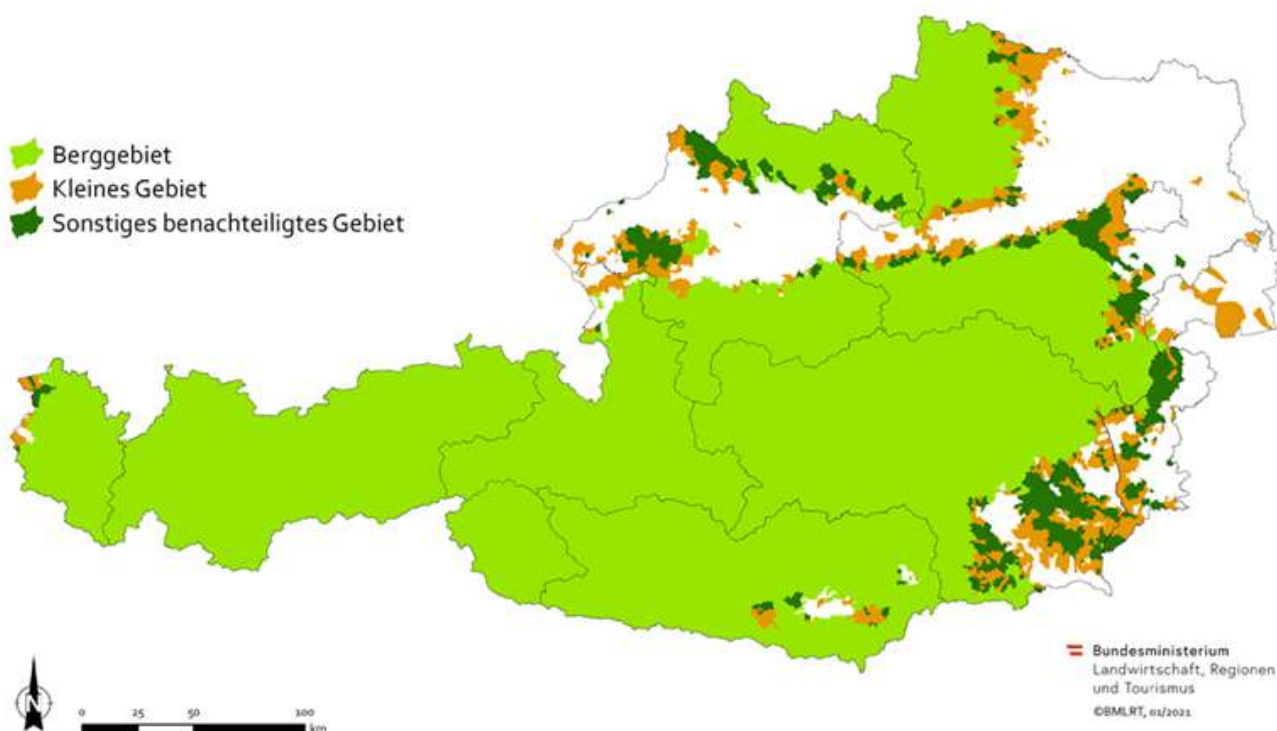 Berggebiet
Kleines Gebiet
Sonstiges benachteiligtes Gebiet
N
0 25 50 100
km
Bundesministerium
Landwirtschaft, Regionen
und Tourismus
©BMLRT, 01/2021